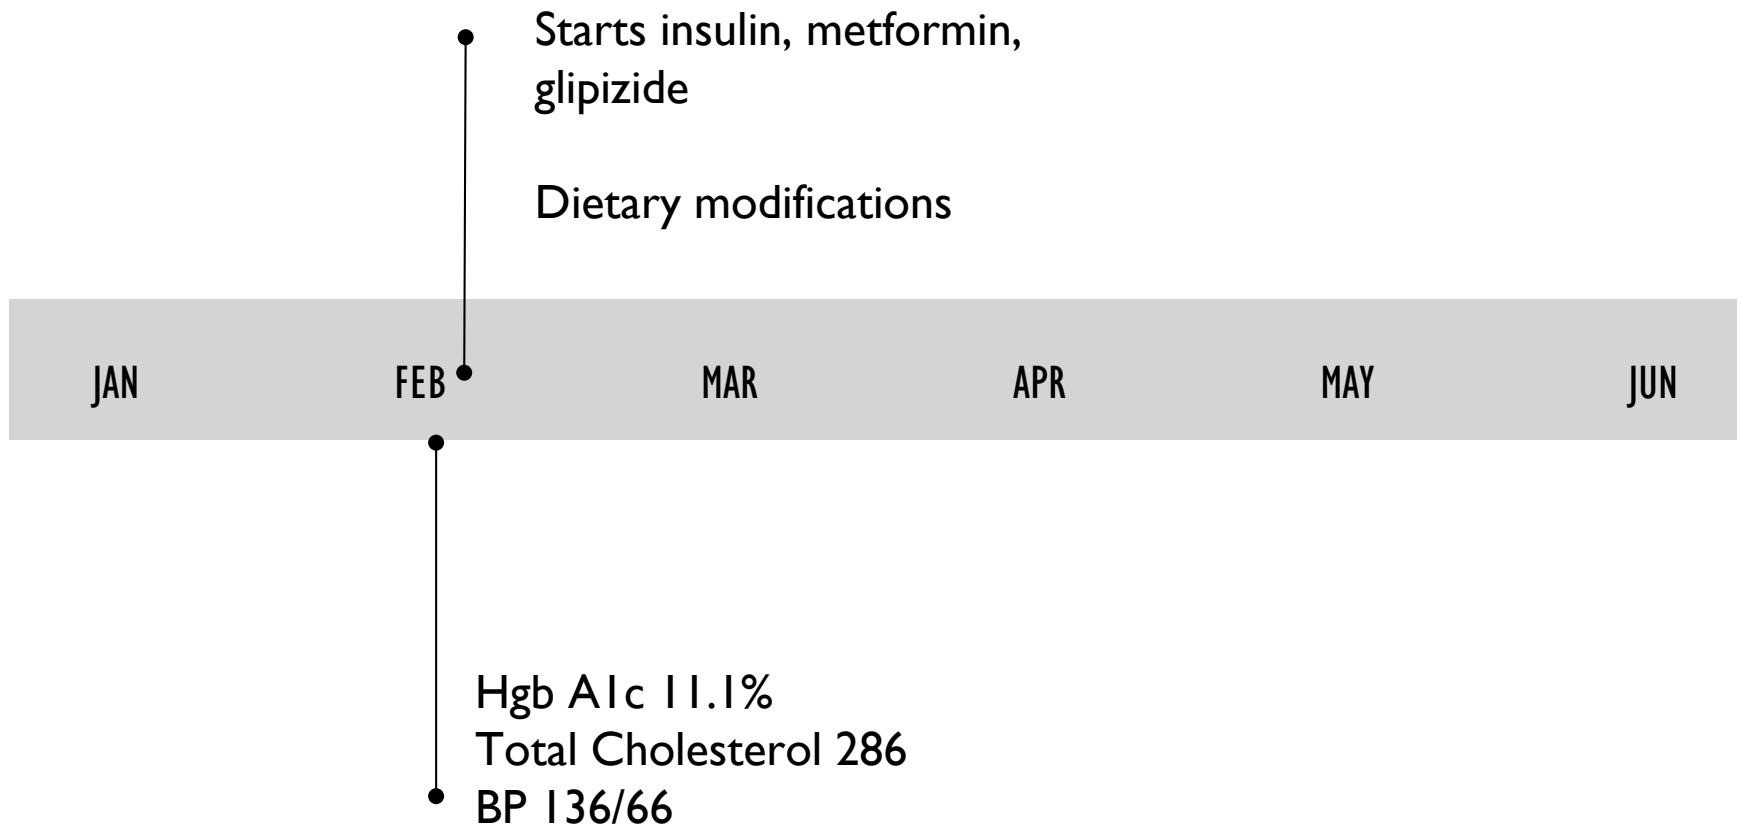 Starts insulin, metformin,
glipizide
Dietary modifications
JAN FEB MAR APR MAY JUN
Hgb A1c 11.1%
Total Cholesterol 286
BP 136/66